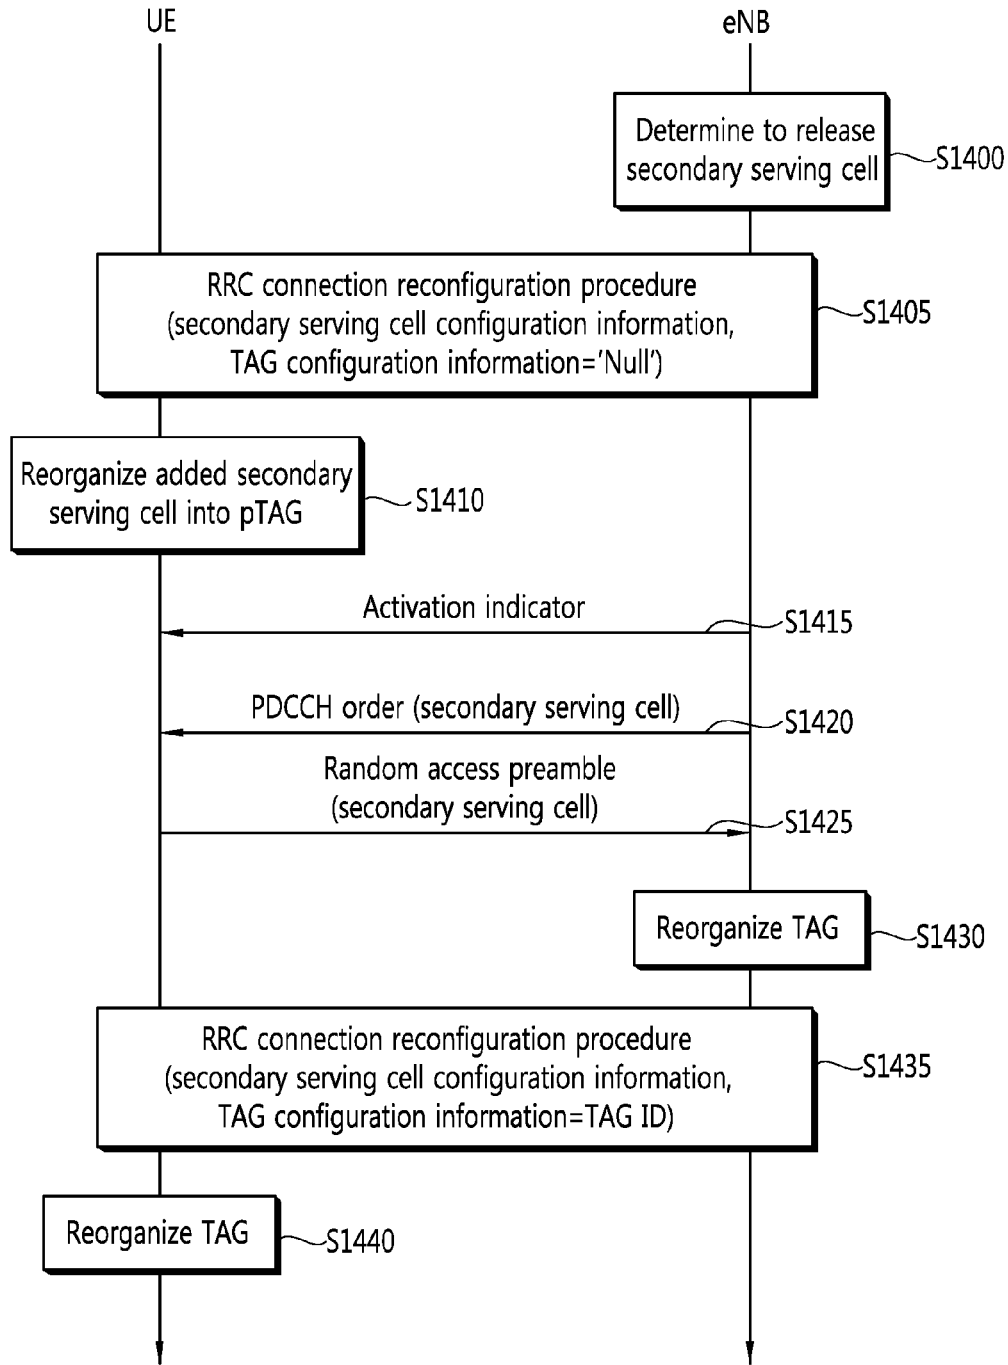 UE
eNB
Determine to release
secondary serving cell
S1400
RRC connection reconfiguration procedure
(secondary serving cell configuration information,
TAG configuration information='Null')
S1405
Reorganize added secondary
serving cell into pTAG
S1410
Activation indicator
S1415
PDCCH order (secondary serving cell)
S1420
Random access preamble
(secondary serving cell)
S1425
Reorganize TAG
S1430
RRC connection reconfiguration procedure
(secondary serving cell configuration information,
TAG configuration information=TAG ID)
S1435
Reorganize TAG
S1440